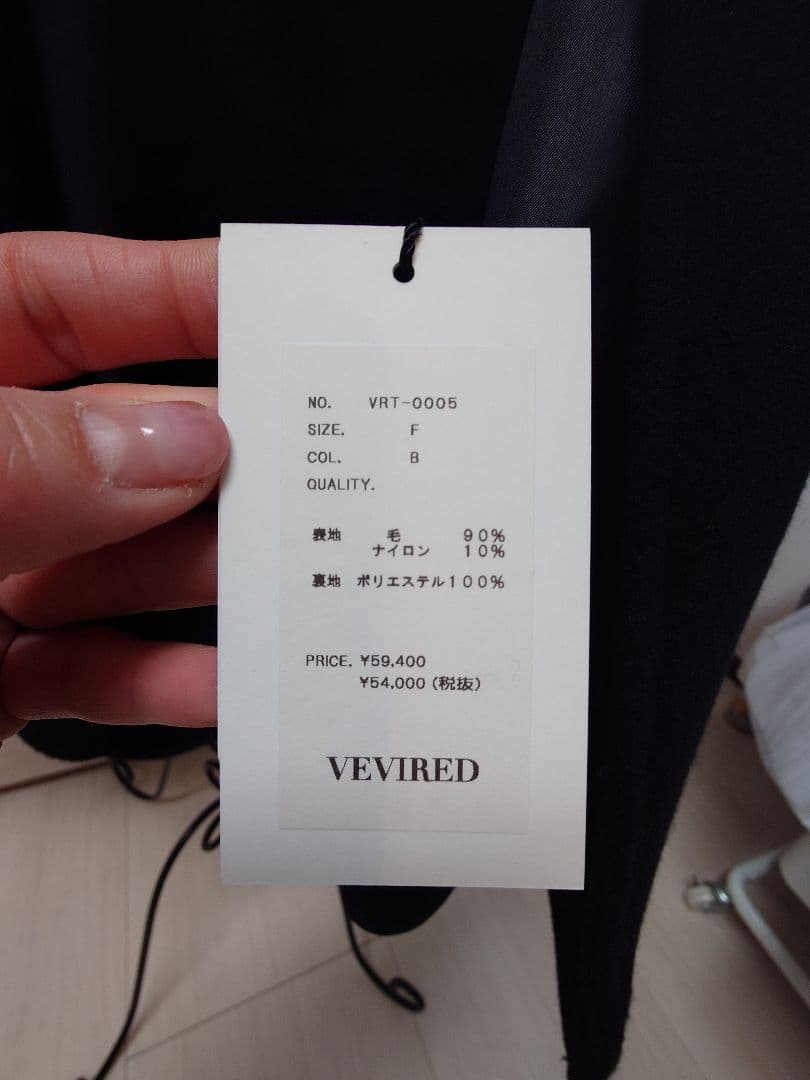 NO. VRT-0005
SIZE. F
COL. B
QUALITY.
表地 毛 90%
ナイロン 10%
裏地 ポリエステル100%
PRICE. ¥59,400
¥54,000 (税抜)
VEVIRED